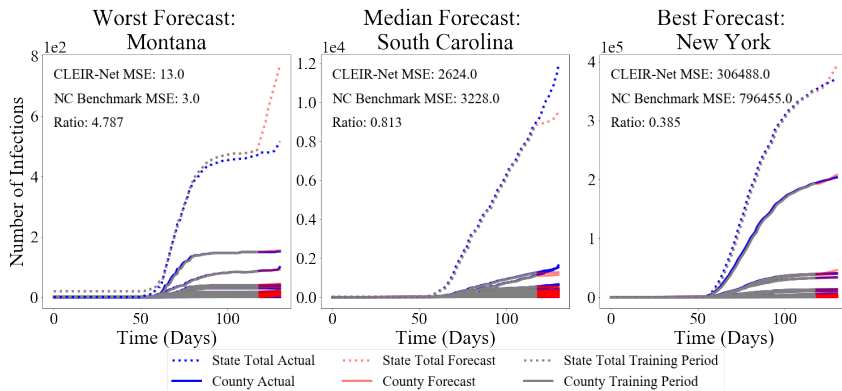 Worst Forecast:
Montana
Median Forecast:
South Carolina
Best Forecast:
New York
1e2
8
6
4
2
0
CLEIR-Net MSE: 13.0
NC Benchmark MSE: 3.0
Ratio: 4.787
0
100
Time (Days)
Number of Infections
1e4
1.2
1.0
0.8
0.6
0.4
0.2
0.0
CLEIR-Net MSE: 2624.0
NC Benchmark MSE: 3228.0
Ratio: 0.813
0
100
Time (Days)
1e5
4
3
2
1
0
CLEIR-Net MSE: 306488.0
NC Benchmark MSE: 796455.0
Ratio: 0.385
0
100
Time (Days)
State Total Actual
State Total Forecast
State Total Training Period
County Actual
County Forecast
County Training Period